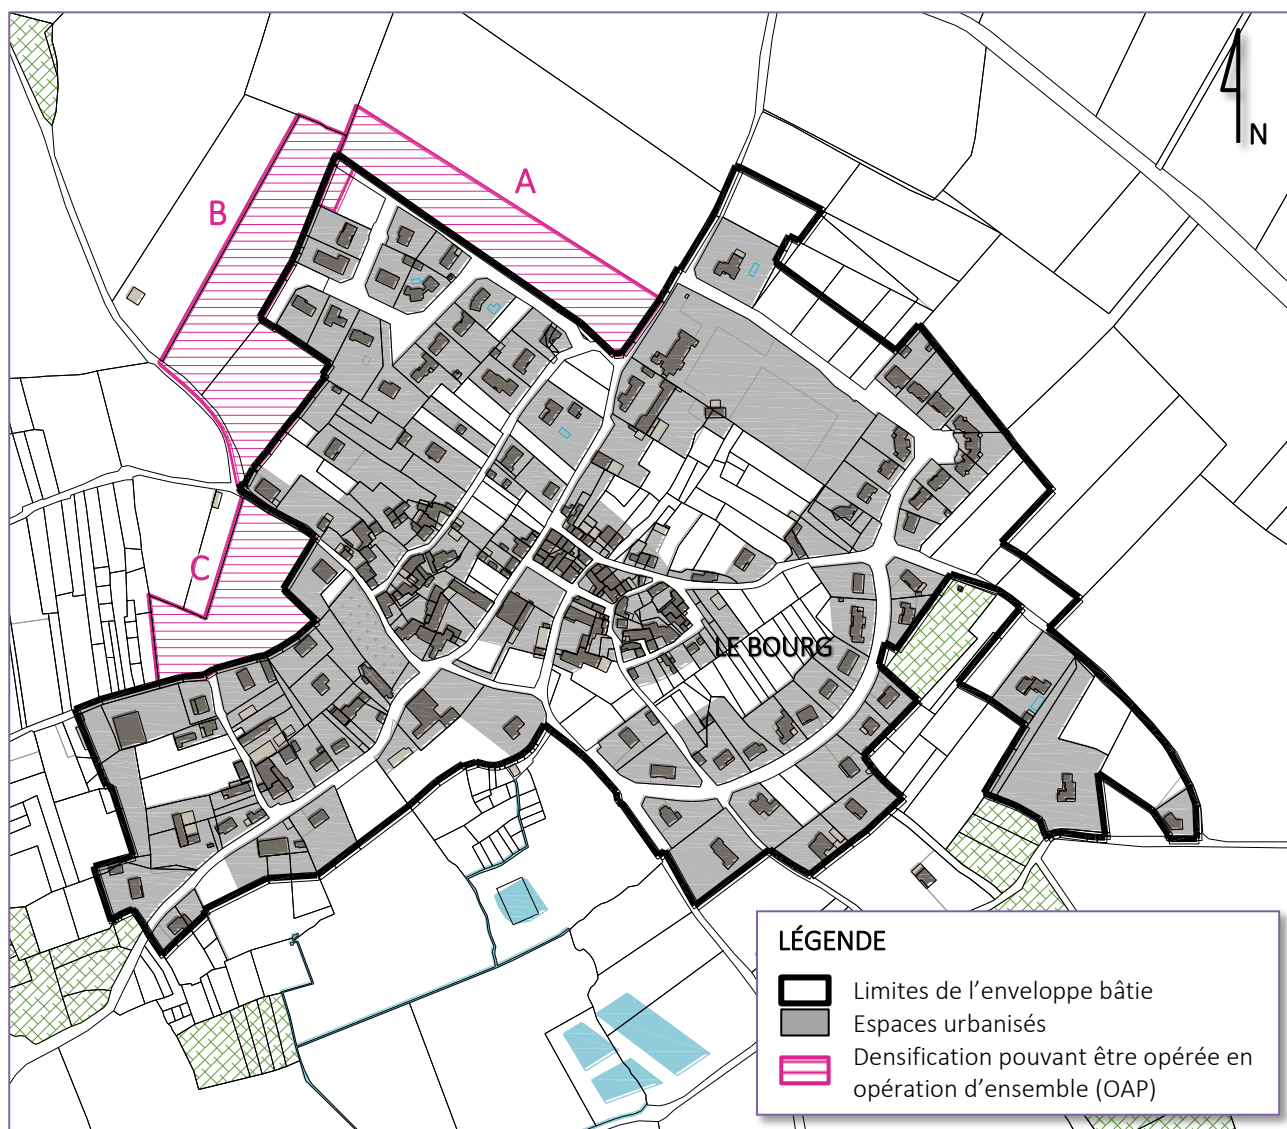 N
A
B
C
LE BOURG
LÉGENDE
Limites de l’enveloppe bâtie
Espaces urbanisés
Densification pouvant être opérée en
opération d’ensemble (OAP)